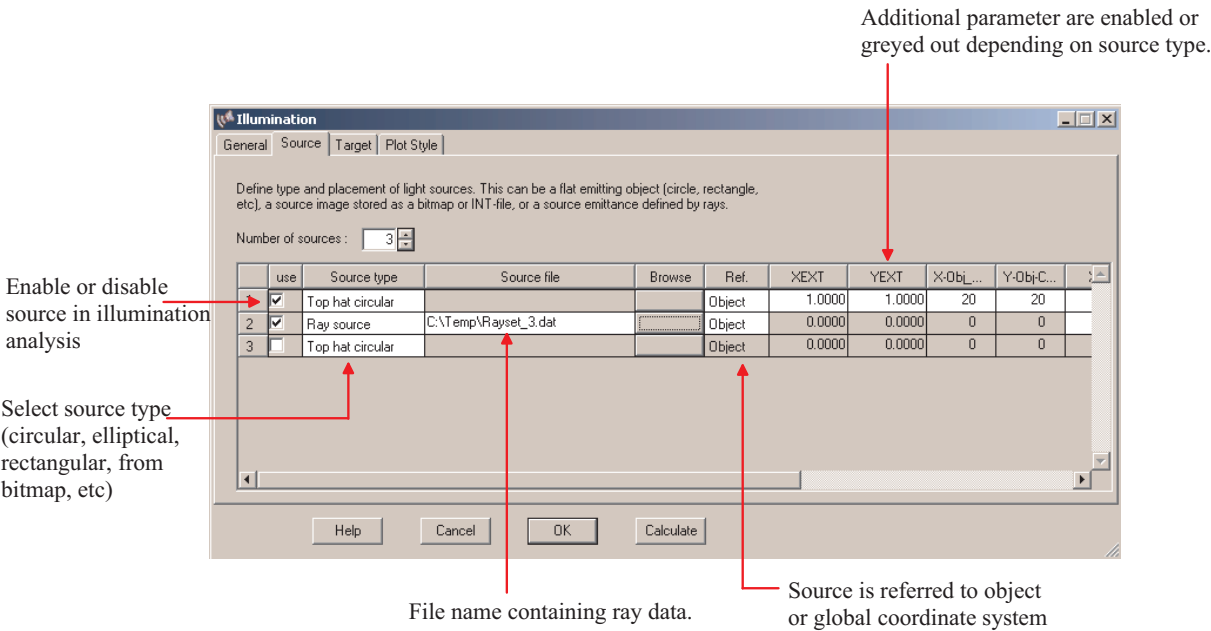 Additional parameter are enabled or
greyed out depending on source type.
Illumination
General Source Target Plot Style
Define type and placement of light sources. This can be a flat emitting object (circle, rectangle,
etc), a source image stored as a bitmap or INT-file, or a source emittance defined by rays.
Number of sources : 3
use Source type Source file Browse Ref. XEXT YEXT X-Obj_... Y-Obj-C...
Top hat circular Object 1.0000 1.0000 20 20
2 Ray source C:\Temp\Rayset_3.dat Object 0.0000 0.0000 0 0
3 Top hat circular Object 0.0000 0.0000 0 0
Help Cancel OK Calculate
Enable or disable
source in illumination
analysis
Select source type
(circular, elliptical,
rectangular, from
bitmap, etc)
File name containing ray data.
Source is referred to object
or global coordinate system